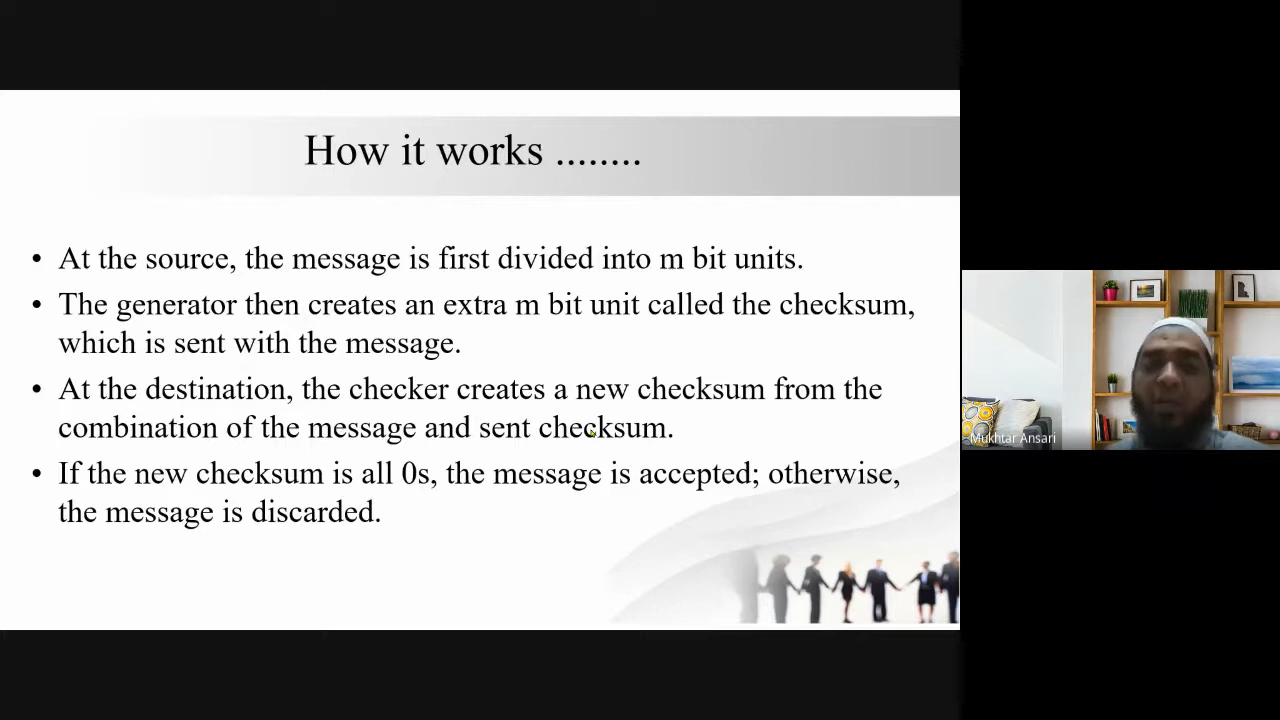 How it works ........
• At the source, the message is first divided into m bit units.
• The generator then creates an extra m bit unit called the checksum,
which is sent with the message.
• At the destination, the checker creates a new checksum from the
combination of the message and sent checksum.
• If the new checksum is all 0s, the message is accepted; otherwise,
the message is discarded.
Mukhtar Ansari